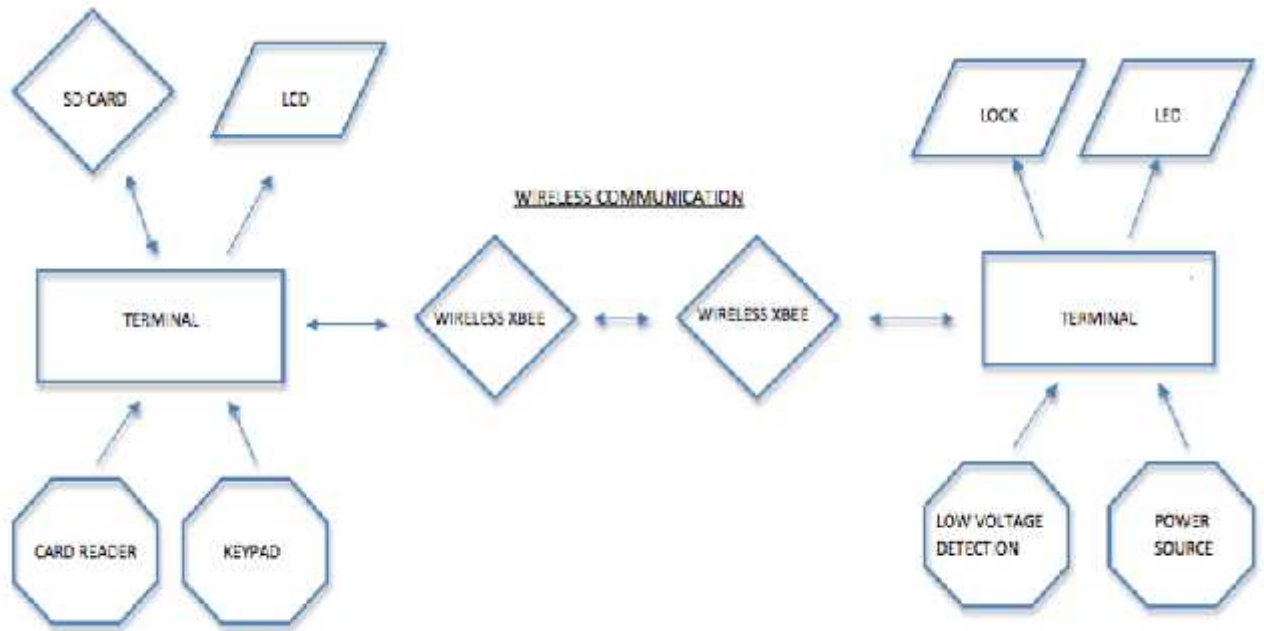 SD CARD
LCD
LOCK
LED
WIRELESS COMMUNICATION
TERMINAL
WIRELESS XBEE
WIRELESS XBEE
TERMINAL
CARD READER
KEYPAD
LOW VOLTAGE
DETECTION
POWER
SOURCE